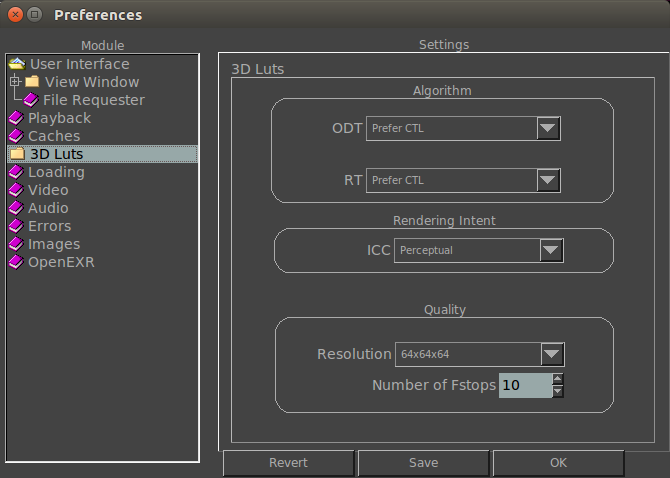 Preferences
Module
User Interface
View Window
File Requester
Playback
Caches
3D Luts
Loading
Video
Audio
Errors
Images
OpenEXR
Settings
3D Luts
Algorithm
ODT Prefer CTL
RT Prefer CTL
Rendering Intent
ICC Perceptual
Quality
Resolution 64x64x64
Number of Fstops 10
Revert Save OK